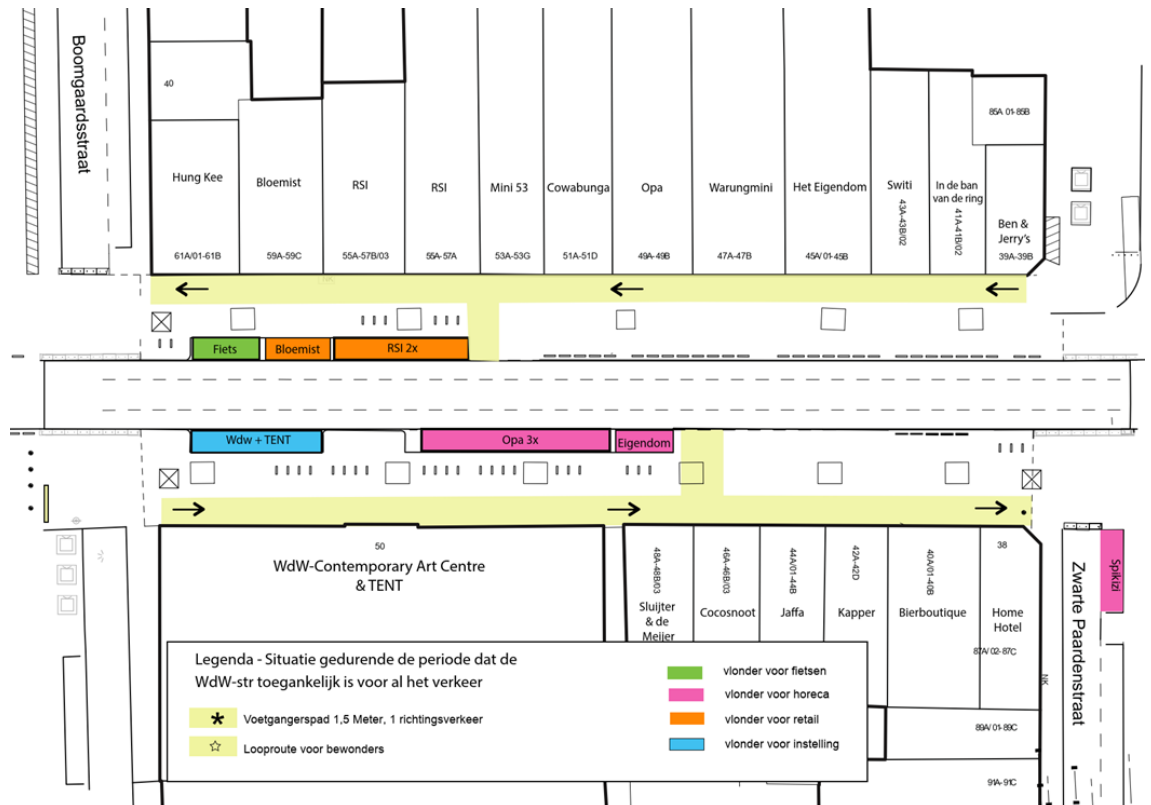 Boomgaardsstraat
40
Hung Kee
61A/01-61B
Bloemist
59A-59C
RSI
55A-57B/03
RSI
55A-57A
Mini 53
53A-53G
Cowabunga
51A-51D
Opa
49A-49B
Warungmini
47A-47B
Het Eigendom
45A/01-45B
Switi
43A-43B/02
In de ban
van de ring
41A-41B/02
85A 01-85B
Ben &
Jerry's
39A-39B
Fiets
Bloemist
RSI 2x
Wdw + TENT
Opa 3x
Eigendom
50
WdW-Contemporary Art Centre
& TENT
48A-48B/03
Sluijter
& de
Meijer
46A-46B/03
Cocosnoot
44A/01-44B
Jaffa
42A-42D
Kapper
40A/01-40B
Bierboutique
38
Home
Hotel
87A/02-87C
89A/01-89C
91A-91C
NK
Zwarte Paardenstraat
Spikizi
Legenda - Situatie gedurende de periode dat de
WdW-str toegankelijk is voor al het verkeer
Voetgangerspad 1,5 Meter, 1 richtingsverkeer
Looproute voor bewoners
vlonder voor fietsen
vlonder voor horeca
vlonder voor retail
vlonder voor instelling